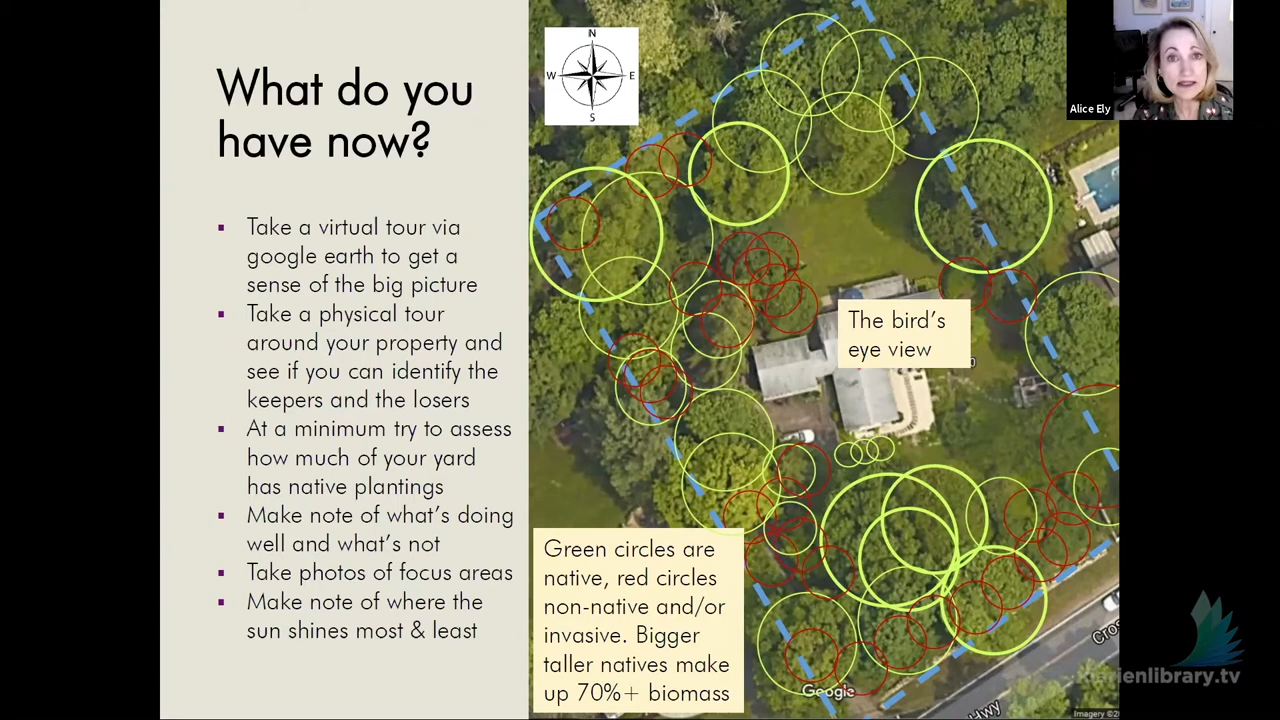 What do you
have now?
▪ Take a virtual tour via
google earth to get a
sense of the big picture
▪ Take a physical tour
around your property and
see if you can identify the
keepers and the losers
▪ At a minimum try to assess
how much of your yard
has native plantings
▪ Make note of what's doing
well and what's not
▪ Take photos of focus areas
▪ Make note of where the
sun shines most & least
N
W E
S
The bird's
eye view
Green circles are
native, red circles
non-native and/or
invasive. Bigger
taller natives make
up 70%+ biomass
Google
Hwy
Imagery
Alice Ely
darienlibrary.tv